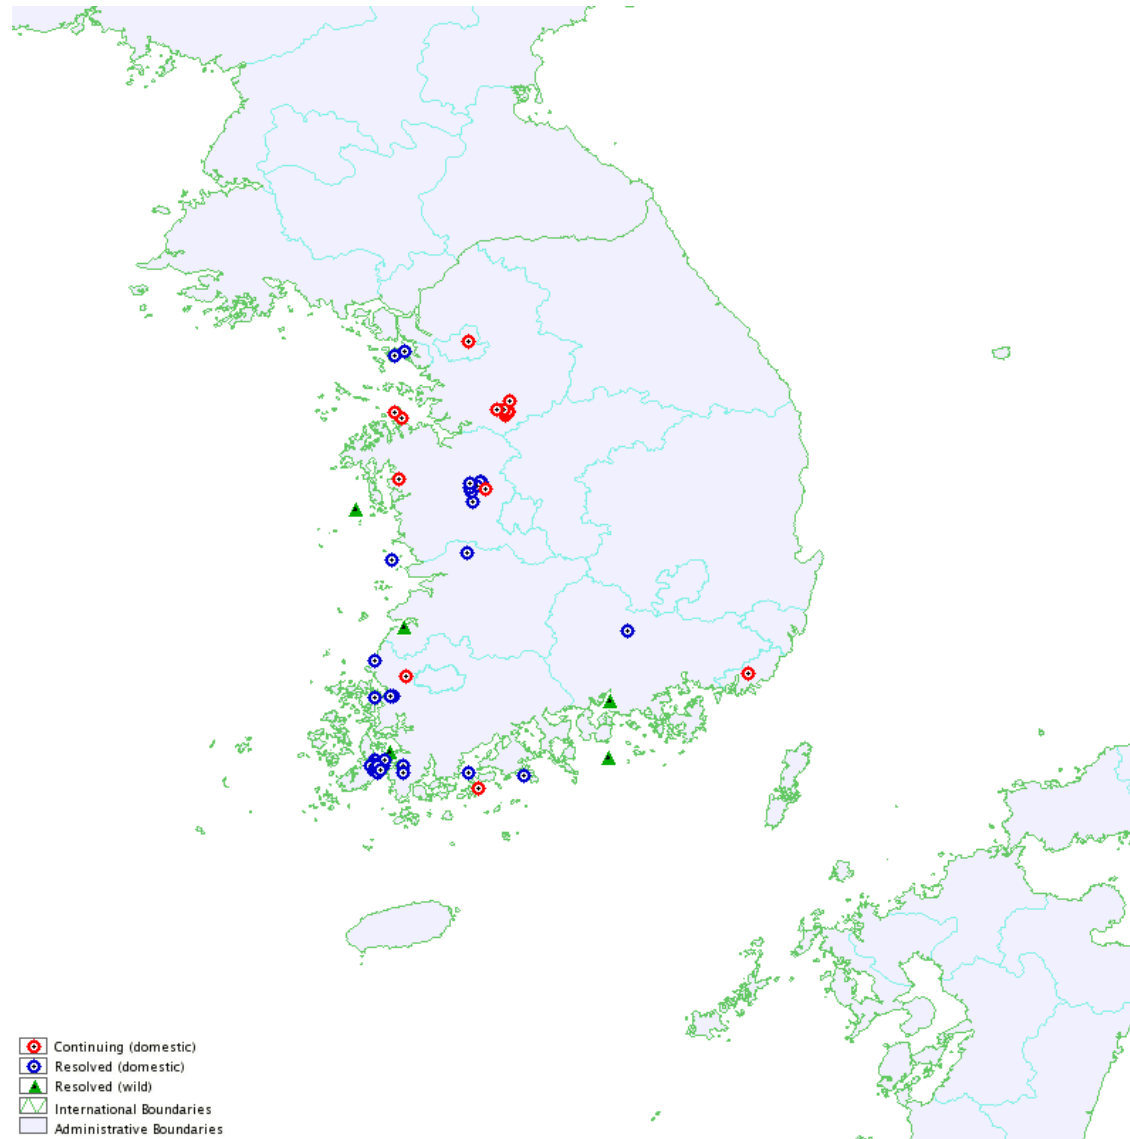 Continuing (domestic)
Resolved (domestic)
Resolved (wild)
International Boundaries
Administrative Boundaries